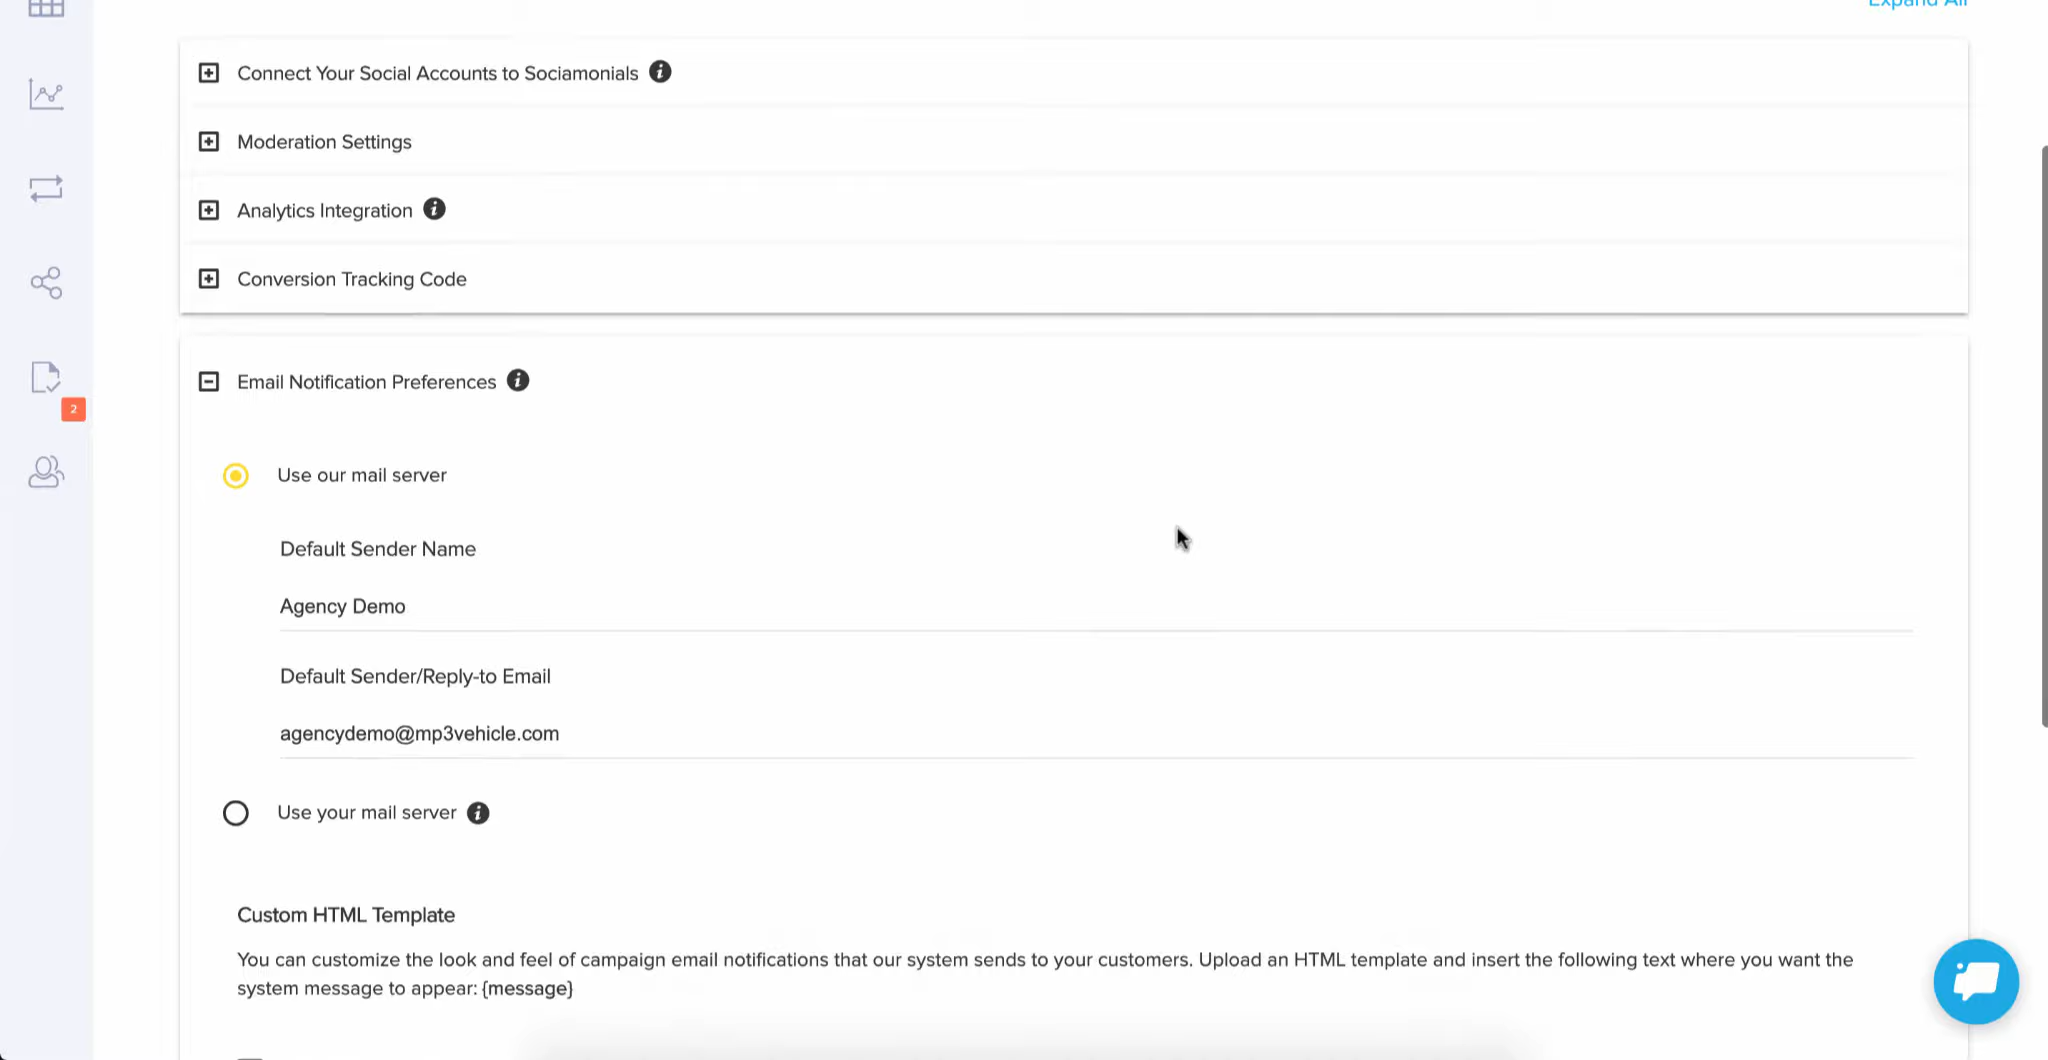 Expand All
Connect Your Social Accounts to Sociamonials
Moderation Settings
Analytics Integration
Conversion Tracking Code
2
Email Notification Preferences
Use our mail server
Default Sender Name
Agency Demo
Default Sender/Reply-to Email
agencydemo@mp3vehicle.com
Use your mail server
Custom HTML Template
You can customize the look and feel of campaign email notifications that our system sends to your customers. Upload an HTML template and insert the following text where you want the
system message to appear: {message}